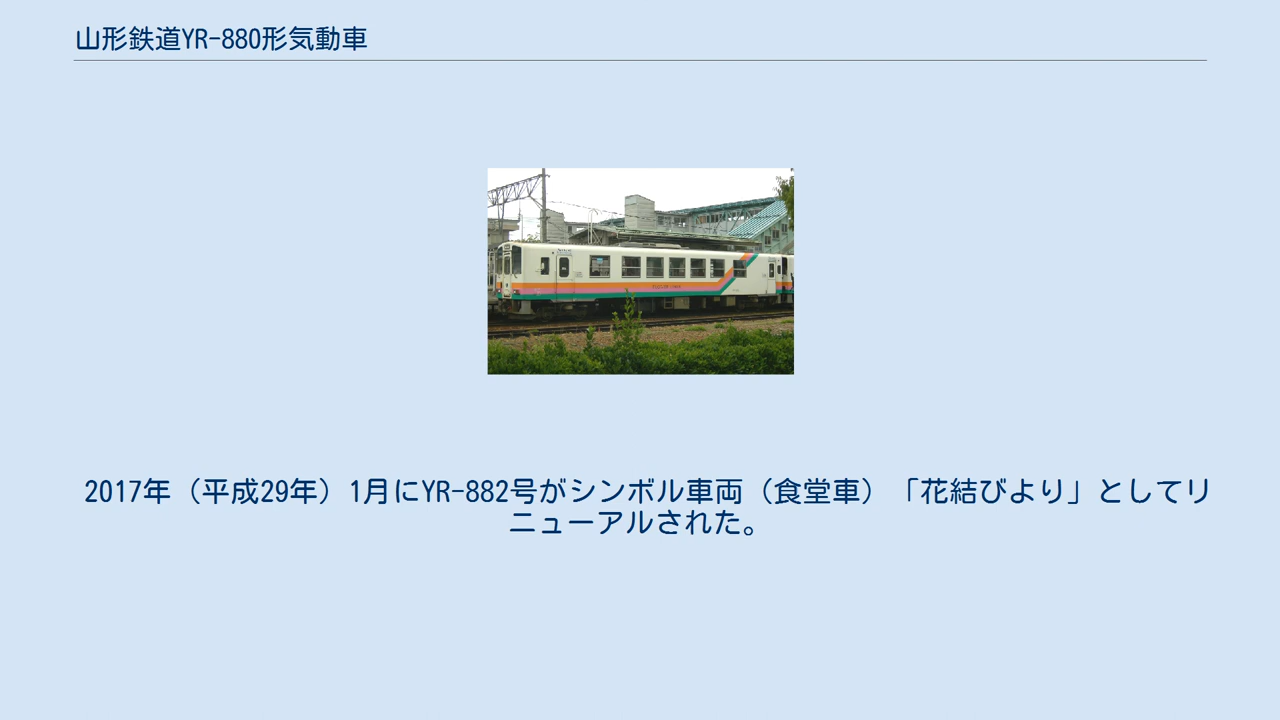 山形鉄道YR-880形気動車
2017年（平成29年）1月にYR-882号がシンボル車両（食堂車）「花結びより」としてリ
ニューアルされた。